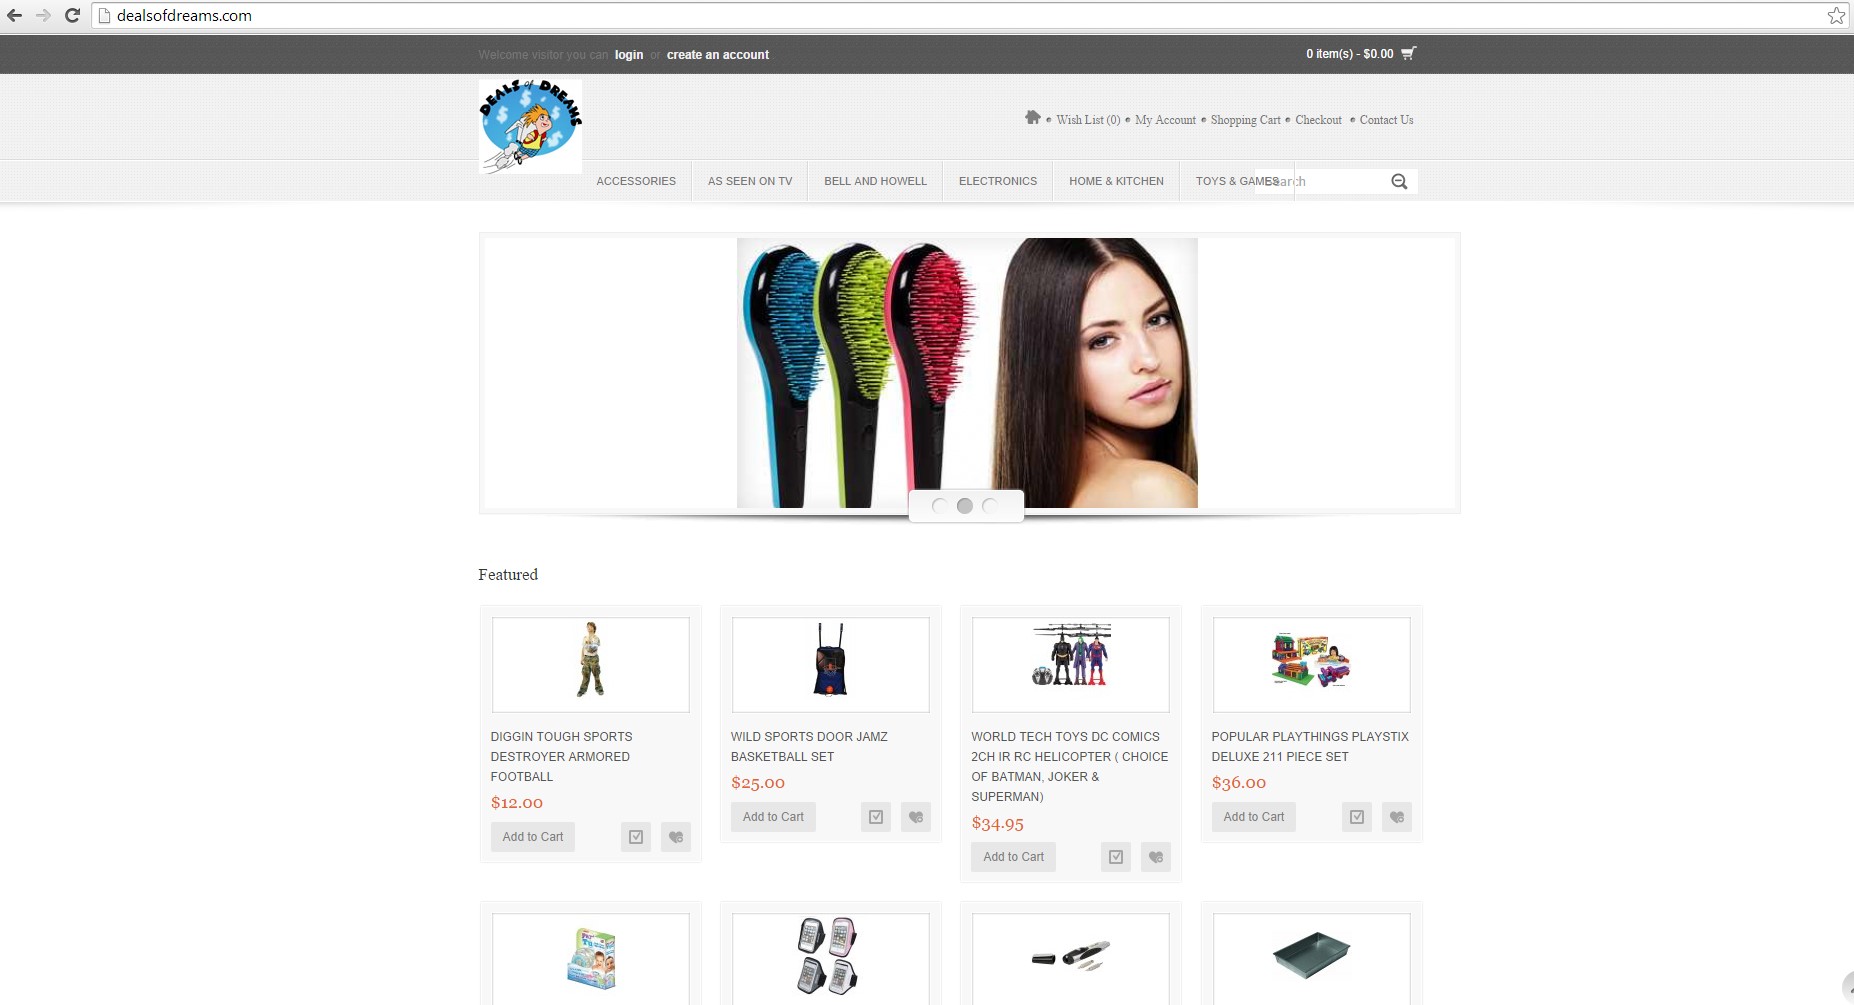 dealsofdreams.com
Welcome visitor you can login or create an account
0 item(s) - $0.00
DEALS of DREAMS
Wish List (0)
My Account
Shopping Cart
Checkout
Contact Us
ACCESSORIES
AS SEEN ON TV
BELL AND HOWELL
ELECTRONICS
HOME & KITCHEN
TOYS & GAMES
Search
Featured
DIGGIN TOUGH SPORTS
DESTROYER ARMORED
FOOTBALL
$12.00
Add to Cart
WILD SPORTS DOOR JAMZ
BASKETBALL SET
$25.00
Add to Cart
WORLD TECH TOYS DC COMICS
2CH IR RC HELICOPTER ( CHOICE
OF BATMAN, JOKER &
SUPERMAN)
$34.95
Add to Cart
POPULAR PLAYTHINGS PLAYSTIX
DELUXE 211 PIECE SET
$36.00
Add to Cart